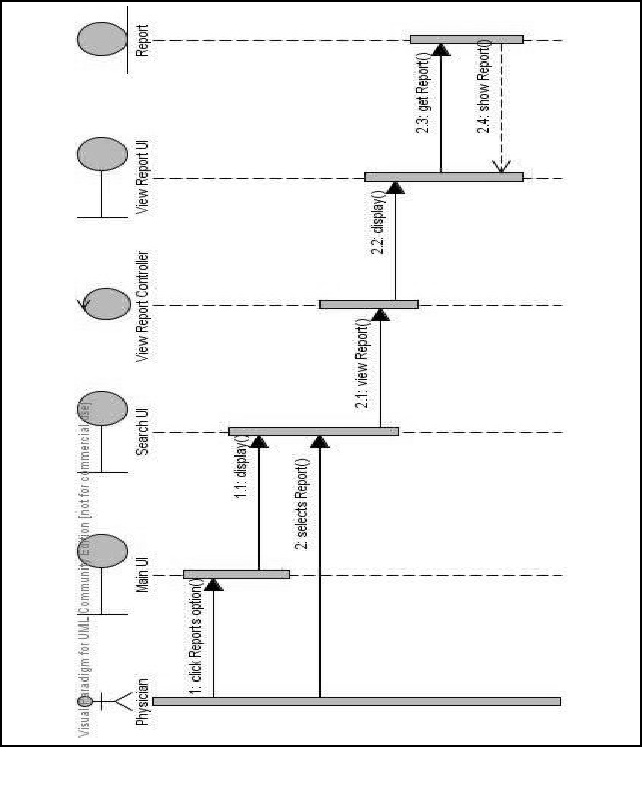 Visual Paradigm for UML Community Edition [not for commercial use]
Physician
Main UI
Search UI
View Report Controller
View Report UI
Report
1: click Reports option()
1.1: display()
2: selects Report()
2.1: view Report()
2.2: display()
2.3: get Report()
2.4: show Report()